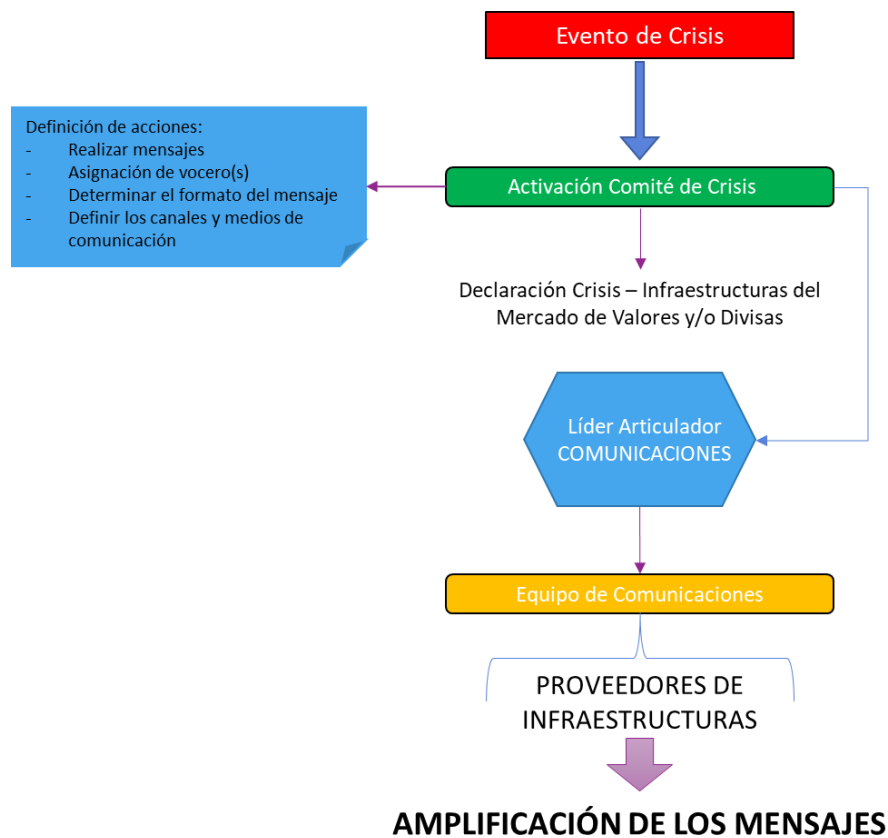 Evento de Crisis
Definición de acciones:
- Realizar mensajes
- Asignación de vocero(s)
- Determinar el formato del mensaje
- Definir los canales y medios de
comunicación
Activación Comité de Crisis
Declaración Crisis – Infraestructuras del
Mercado de Valores y/o Divisas
Líder Articulador
COMUNICACIONES
Equipo de Comunicaciones
PROVEEDORES DE
INFRAESTRUCTURAS
AMPLIFICACIÓN DE LOS MENSAJES